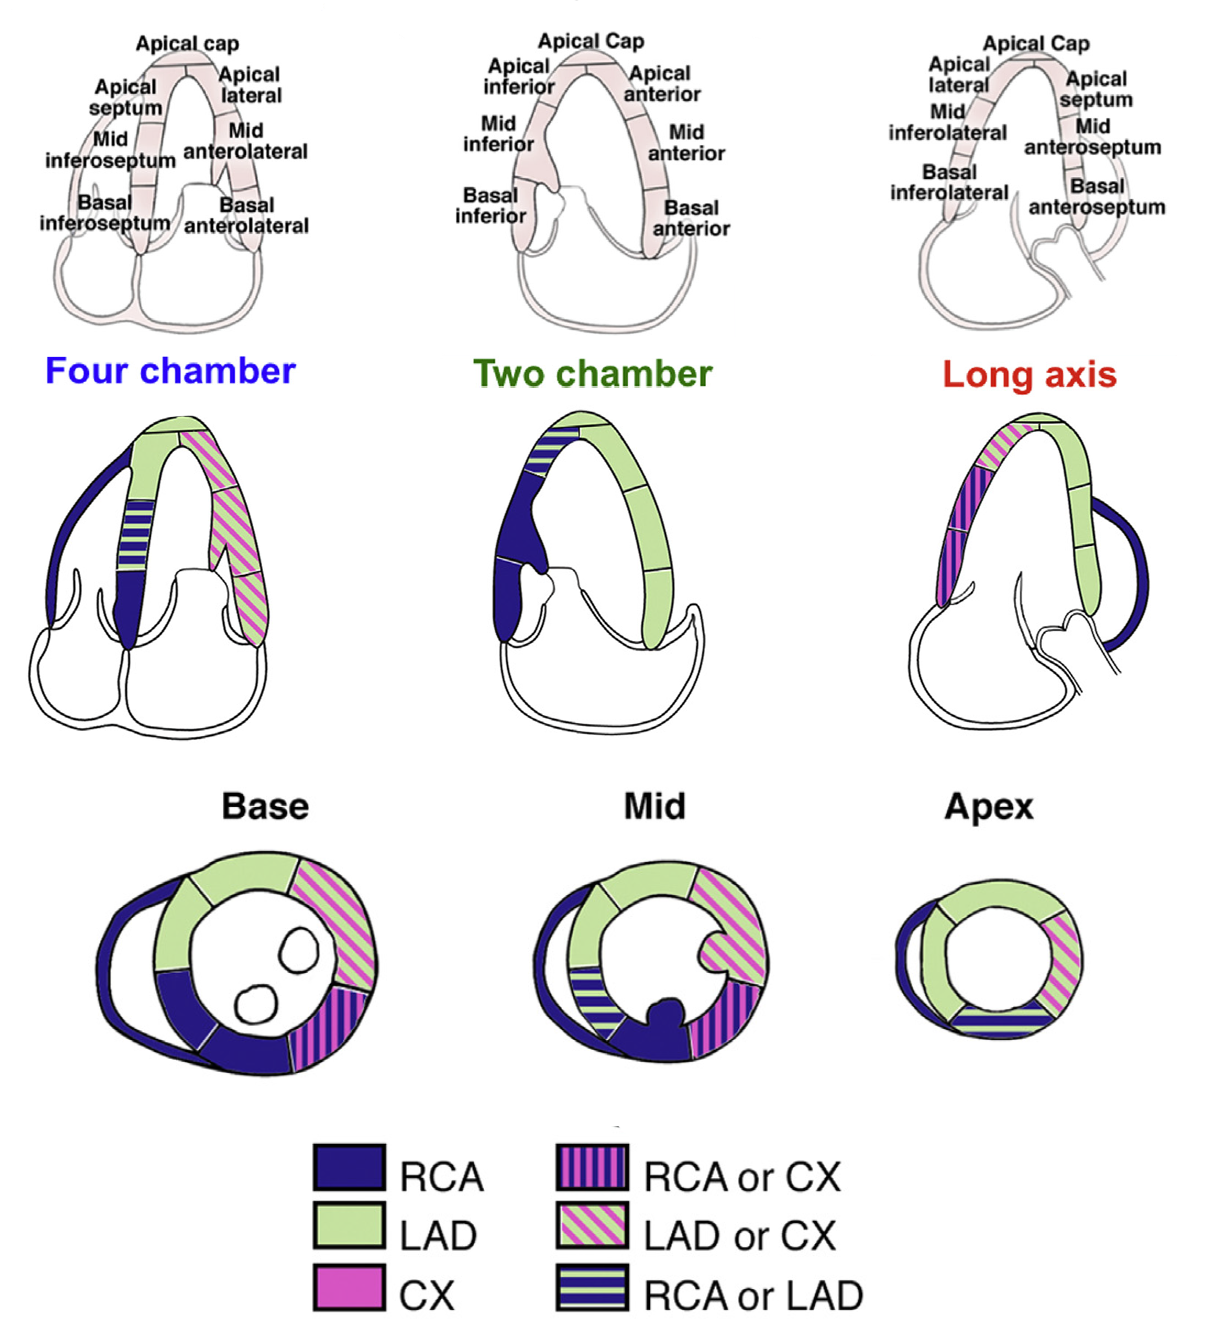 Apical cap
Apical
septum
Apical
lateral
Mid
inferoseptum
Mid
anterolateral
Basal
inferoseptum
Basal
anterolateral
Apical Cap
Apical
inferior
Apical
anterior
Mid
inferior
Mid
anterior
Basal
inferior
Basal
anterior
Apical Cap
Apical
lateral
Apical
septum
Mid
inferolateral
Mid
anteroseptum
Basal
inferolateral
Basal
anteroseptum
Four chamber
Two chamber
Long axis
Base
Mid
Apex
RCA
LAD
CX
RCA or CX
LAD or CX
RCA or LAD